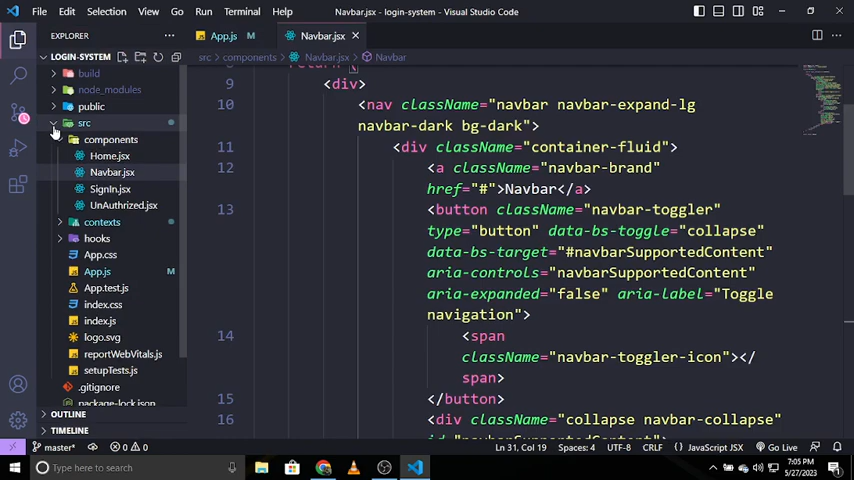 File Edit Selection View Go Run Terminal Help Navbar.jsx - login-system - Visual Studio Code
EXPLORER
App.js M
Navbar.jsx
LOGIN-SYSTEM
src > components > Navbar.jsx > Navbar
build
node_modules
public
src
components
Home.jsx
Navbar.jsx
SignIn.jsx
UnAuthrized.jsx
contexts
hooks
App.css
App.js M
App.test.js
index.css
index.js
logo.svg
reportWebVitals.js
setupTests.js
.gitignore
package-lock.json
OUTLINE
TIMELINE
return (
9 <div>
10 <nav className="navbar navbar-expand-lg
navbar-dark bg-dark">
11 <div className="container-fluid">
12 <a className="navbar-brand"
href="#">Navbar</a>
13 <button className="navbar-toggler"
type="button" data-bs-toggle="collapse"
data-bs-target="#navbarSupportedContent"
aria-controls="navbarSupportedContent"
aria-expanded="false" aria-label="Toggle
navigation">
14 <span
className="navbar-toggler-icon"></
span>
15 </button>
16 <div className="collapse navbar-collapse"
id="navbarSupportedContent">
master* 0 0 Ln 31, Col 19 Spaces: 4 UTF-8 CRLF JavaScript JSX Go Live
Type here to search
7:05 PM
5/27/2023